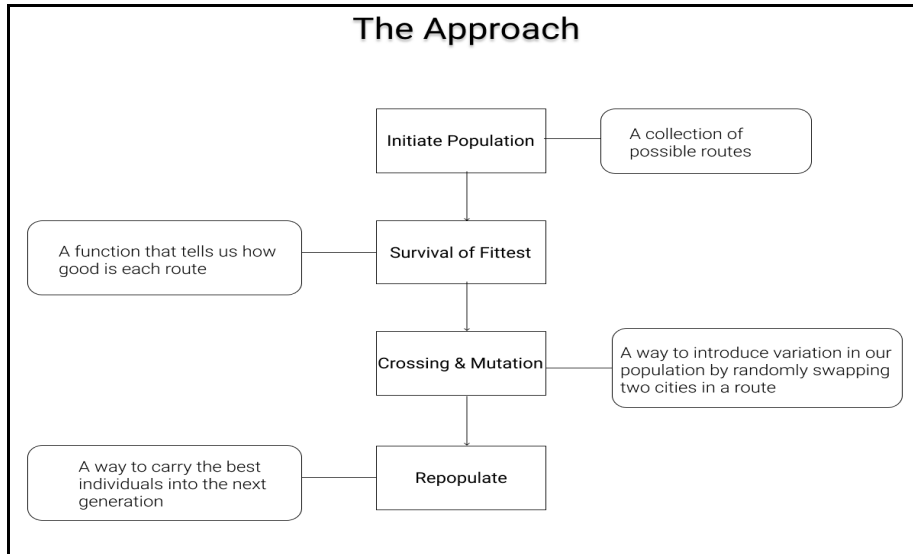 The Approach
Initiate Population
A collection of
possible routes
A function that tells us how
good is each route
Survival of Fittest
Crossing & Mutation
A way to introduce variation in our
population by randomly swapping
two cities in a route
A way to carry the best
individuals into the next
generation
Repopulate